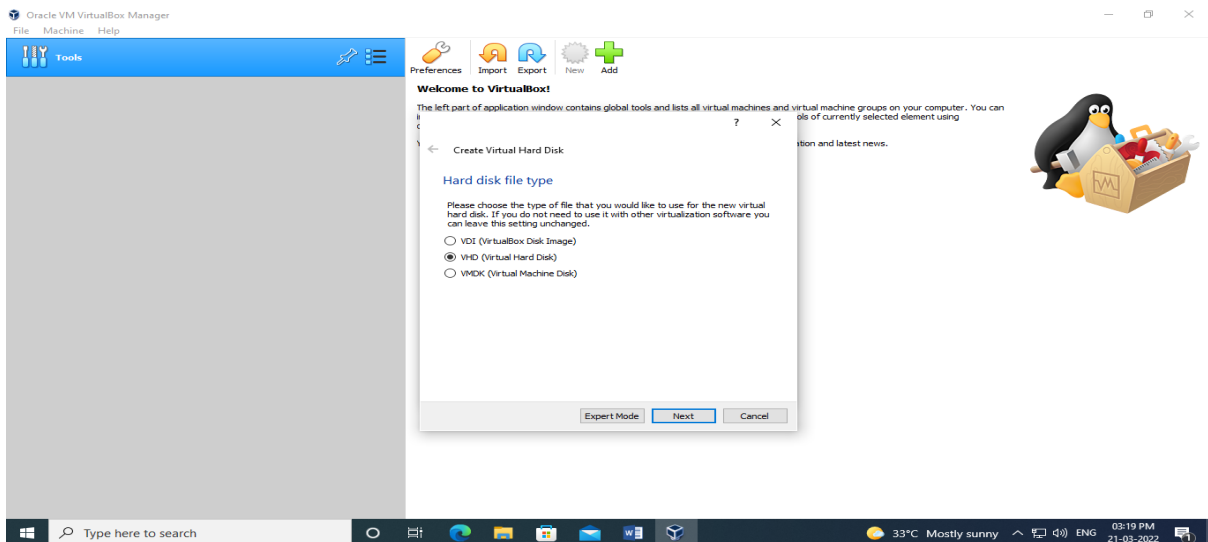 Oracle VM VirtualBox Manager
File Machine Help
Tools
Preferences Import Export New Add
Welcome to VirtualBox!
The left part of application window contains global tools and lists all virtual machines and virtual machine groups on your computer. You can
ols of currently selected element using
tion and latest news.
? ×
Create Virtual Hard Disk
Hard disk file type
Please choose the type of file that you would like to use for the new virtual
hard disk. If you do not need to use it with other virtualization software you
can leave this setting unchanged.
VDI (VirtualBox Disk Image)
VHD (Virtual Hard Disk)
VMDK (Virtual Machine Disk)
Expert Mode Next Cancel
Type here to search
33°C Mostly sunny ENG
03:19 PM
21-03-2022